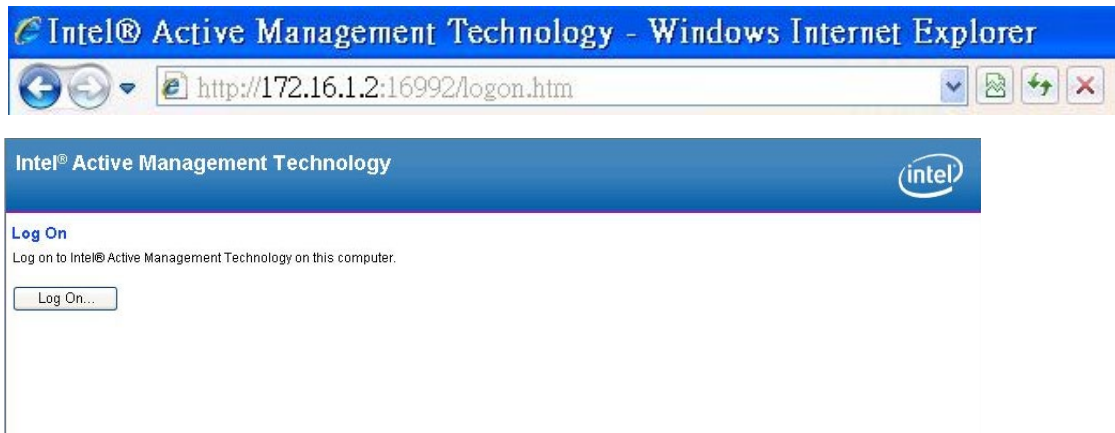 Intel® Active Management Technology - Windows Internet Explorer
http://172.16.1.2:16992/logon.htm
Intel® Active Management Technology
intel
Log On
Log on to Intel® Active Management Technology on this computer.
Log On...